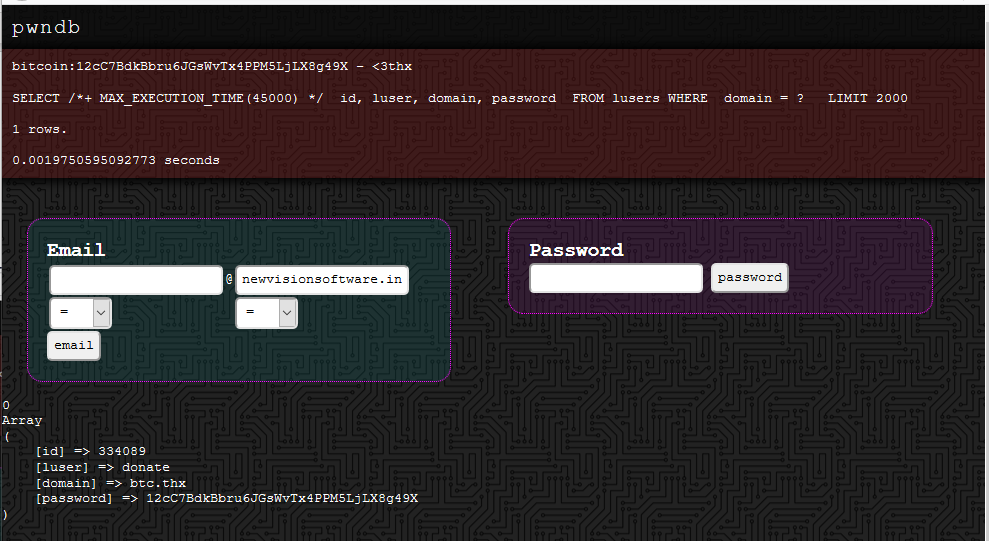 pwndb
bitcoin:12cC7BdkBbru6JGsWvTx4PPM5LjLX8g49X - <3thx
SELECT /*+ MAX_EXECUTION_TIME(45000) */  id, luser, domain, password  FROM lusers WHERE  domain = ?   LIMIT 2000
1 rows.
0.0019750595092773 seconds
Email
@ newvisionsoftware.in
= =
email
Password
password
0
Array
(
    [id] => 334089
    [luser] => donate
    [domain] => btc.thx
    [password] => 12cC7BdkBbru6JGsWvTx4PPM5LjLX8g49X
)